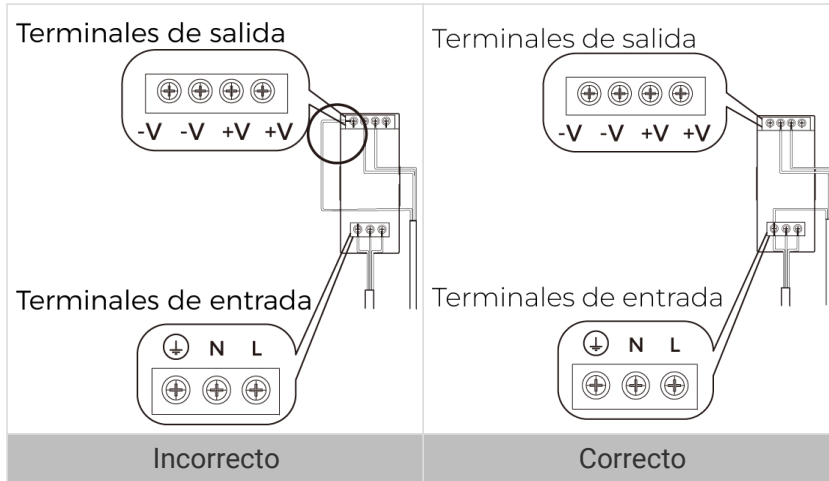 Terminales de salida
-V -V +V +V
Terminales de entrada
N L
Incorrecto
Terminales de salida
-V -V +V +V
Terminales de entrada
N L
Correcto